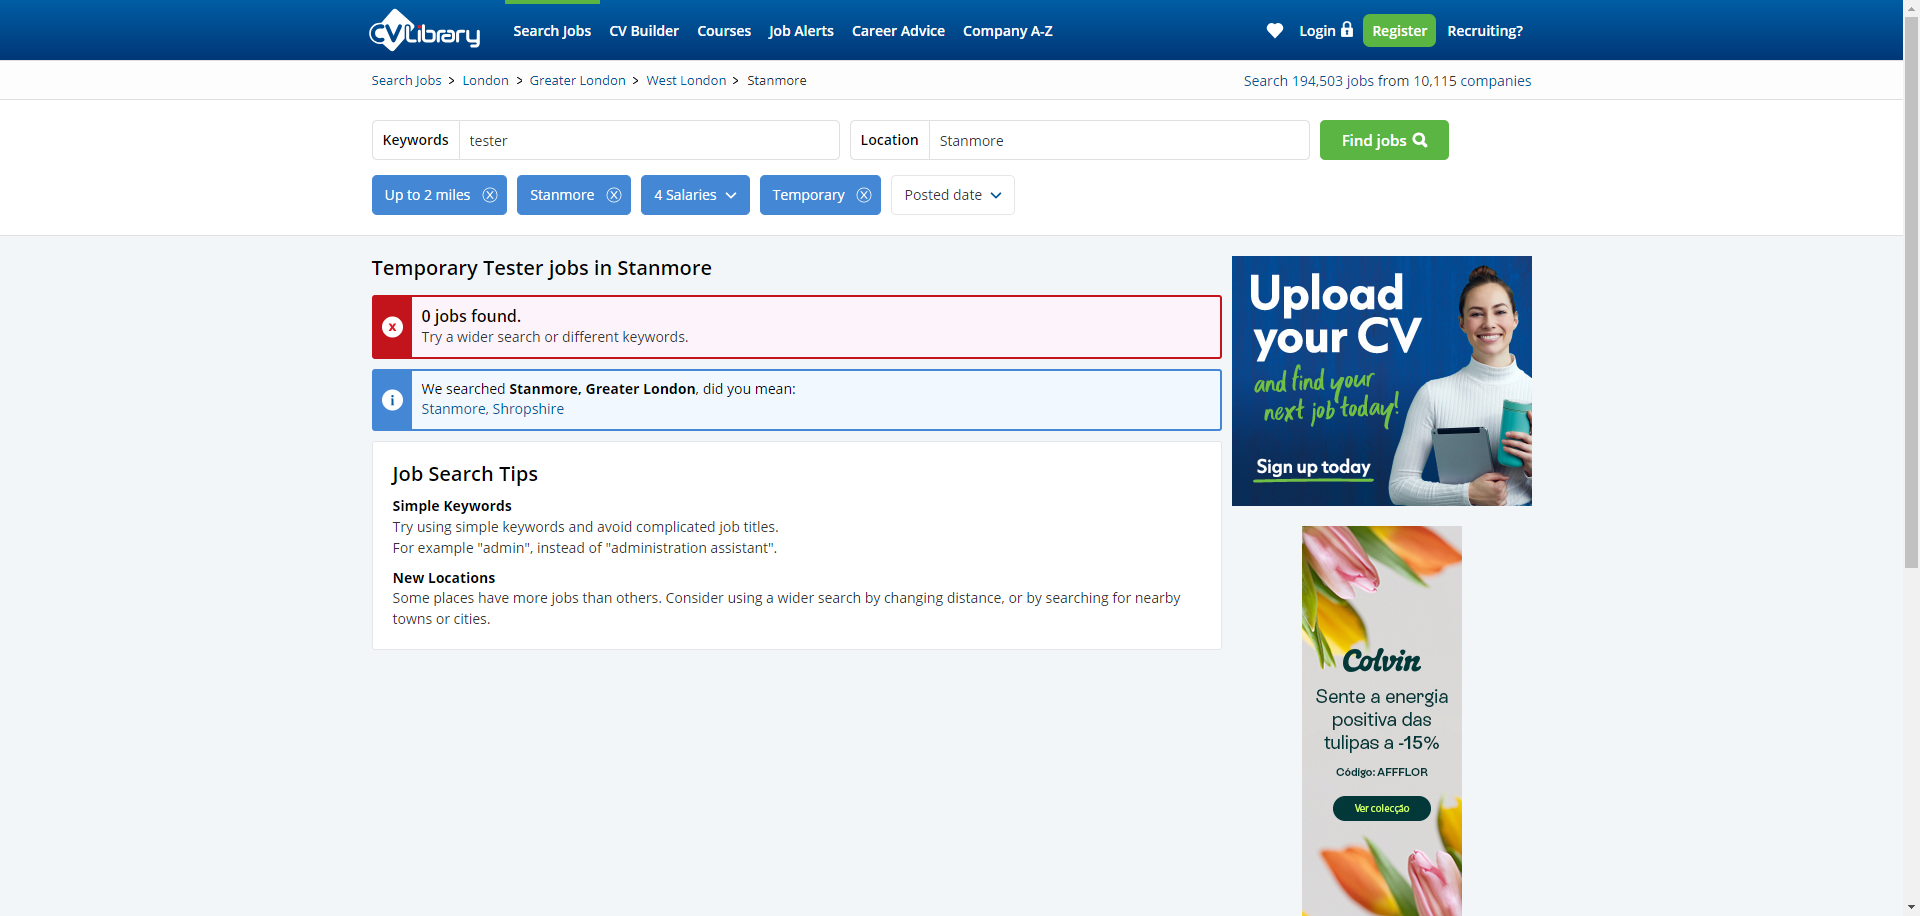 CVLibrary
Search Jobs
CV Builder
Courses
Job Alerts
Career Advice
Company A-Z
Login
Register
Recruiting?
Search Jobs > London > Greater London > West London > Stanmore
Search 194,503 jobs from 10,115 companies
Keywords tester
Location Stanmore
Find jobs
Up to 2 miles
Stanmore
4 Salaries
Temporary
Posted date
Temporary Tester jobs in Stanmore
0 jobs found.
Try a wider search or different keywords.
We searched Stanmore, Greater London, did you mean:
Stanmore, Shropshire
Job Search Tips
Simple Keywords
Try using simple keywords and avoid complicated job titles.
For example "admin", instead of "administration assistant".
New Locations
Some places have more jobs than others. Consider using a wider search by changing distance, or by searching for nearby
towns or cities.
Upload
your CV
and find your
next job today!
Sign up today
Colvin
Sente a energia
positiva das
tulipas a -15%
Código: AFFFLOR
Ver colecção